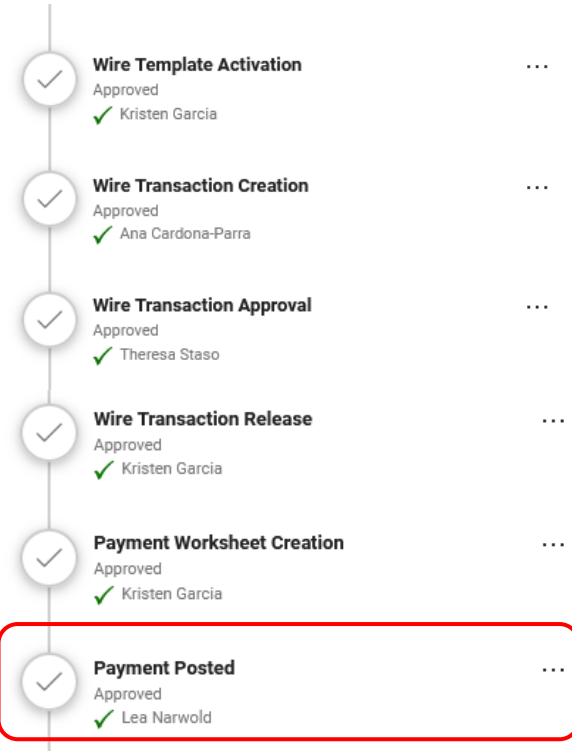 Wire Template Activation ...
Approved
Kristen Garcia
Wire Transaction Creation ...
Approved
Ana Cardona-Parra
Wire Transaction Approval ...
Approved
Theresa Staso
Wire Transaction Release ...
Approved
Kristen Garcia
Payment Worksheet Creation ...
Approved
Kristen Garcia
Payment Posted ...
Approved
Lea Narwold